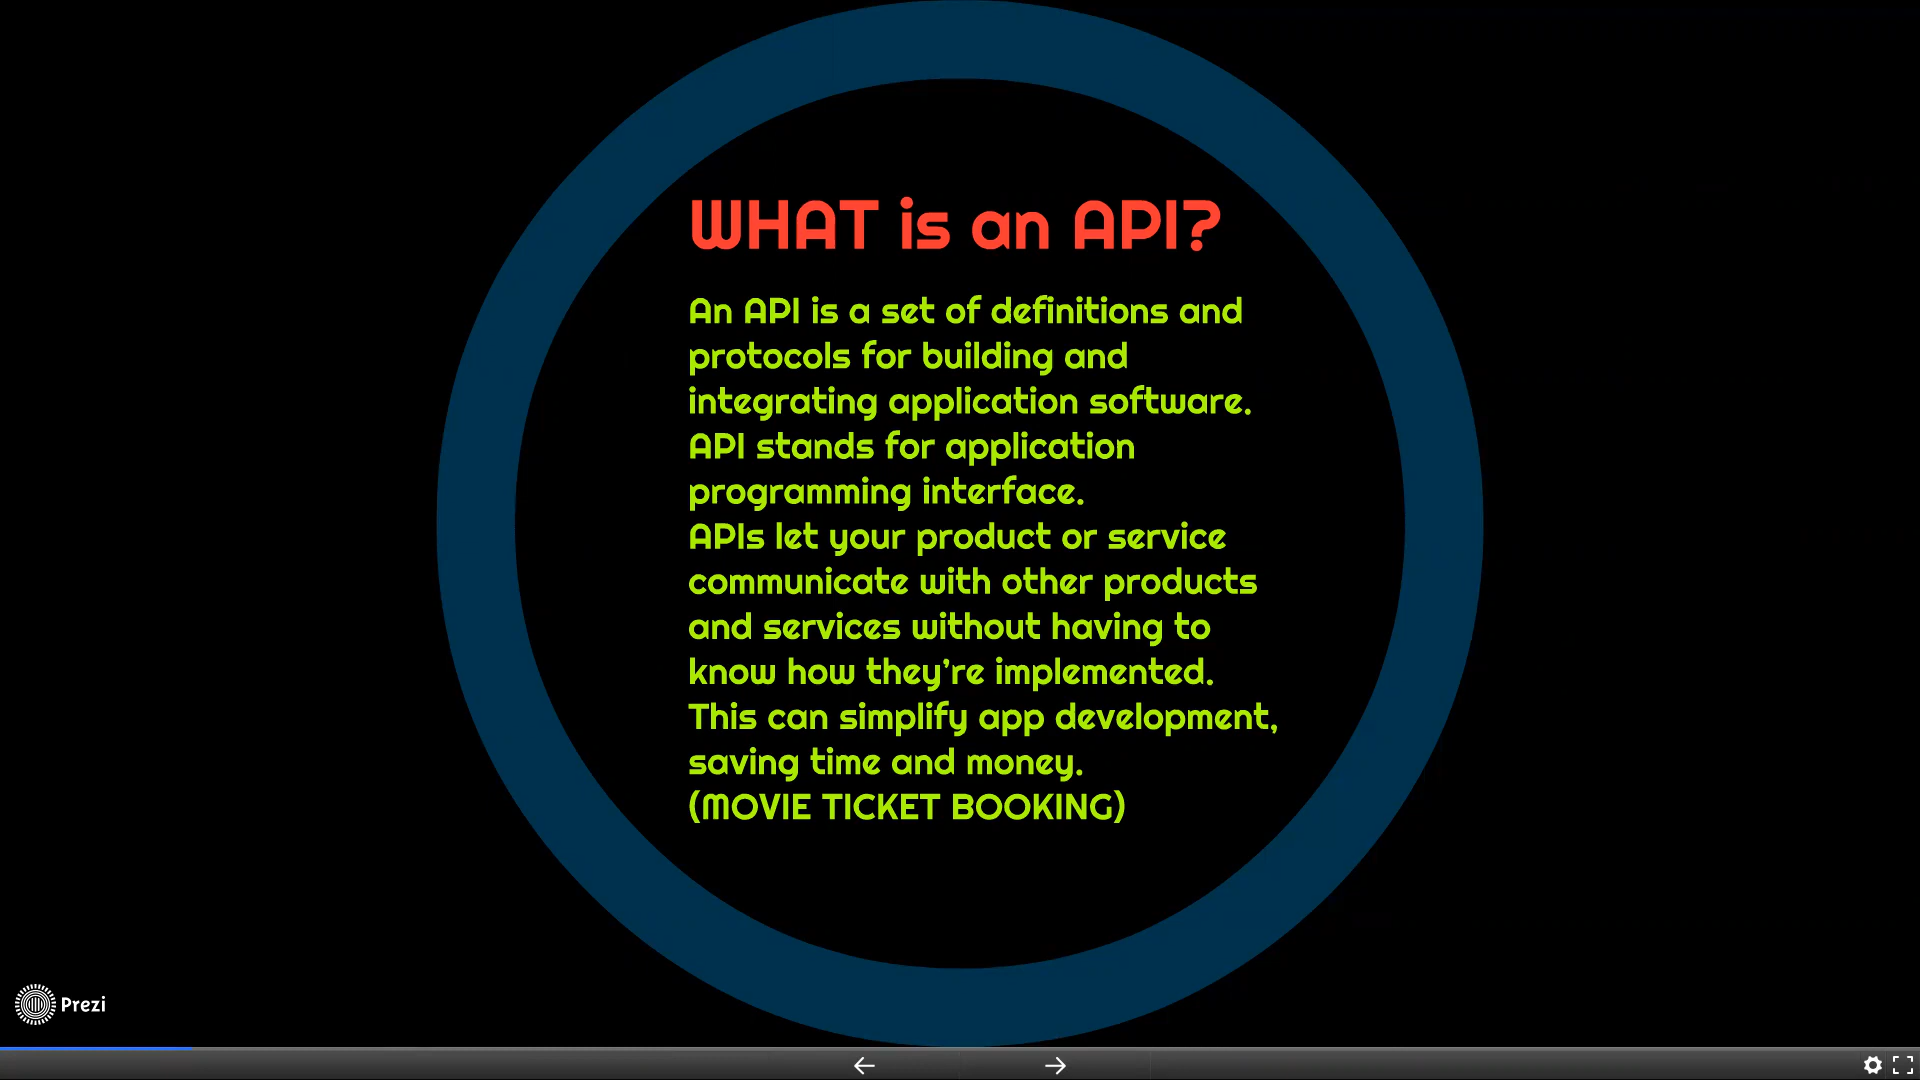 WHAT is an API?
An API is a set of definitions and
protocols for building and
integrating application software.
API stands for application
programming interface.
APIs let your product or service
communicate with other products
and services without having to
know how they’re implemented.
This can simplify app development,
saving time and money.
(MOVIE TICKET BOOKING)
Prezi